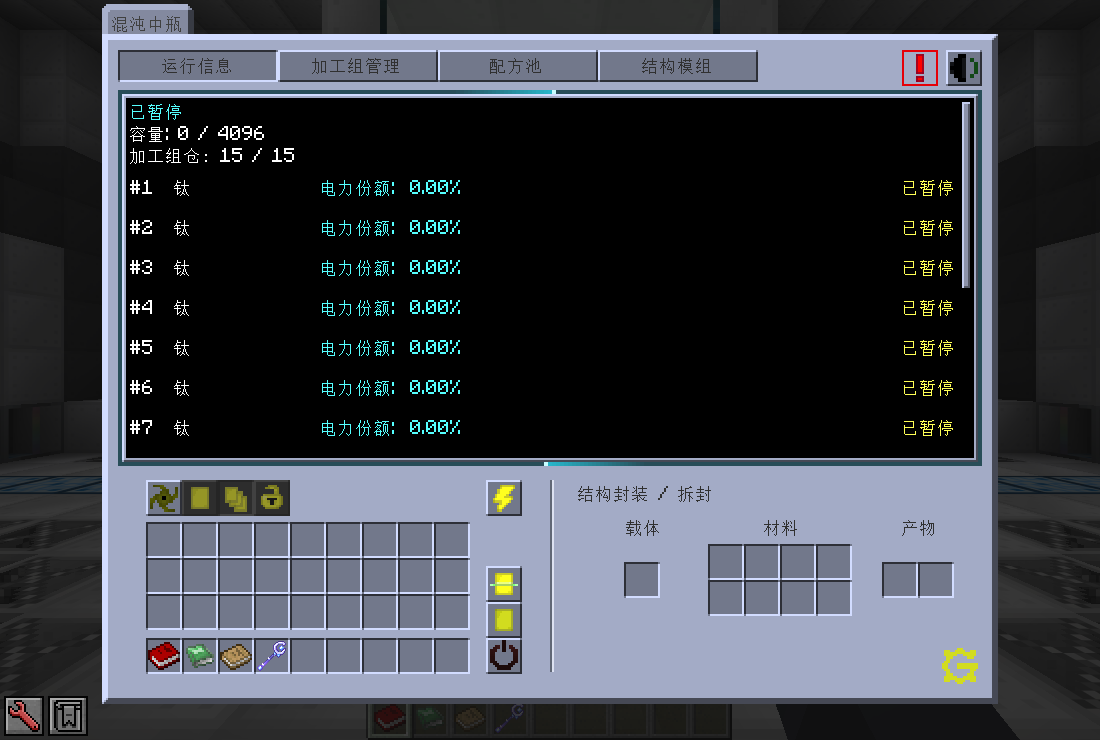 混沌中瓶
运行信息 加工组管理 配方池 结构模组
已暂停
容量: 0 / 4096
加工组仓: 15 / 15
#1 钛 电力份额: 0.00% 已暂停
#2 钛 电力份额: 0.00% 已暂停
#3 钛 电力份额: 0.00% 已暂停
#4 钛 电力份额: 0.00% 已暂停
#5 钛 电力份额: 0.00% 已暂停
#6 钛 电力份额: 0.00% 已暂停
#7 钛 电力份额: 0.00% 已暂停
结构封装 / 拆封
载体 材料 产物